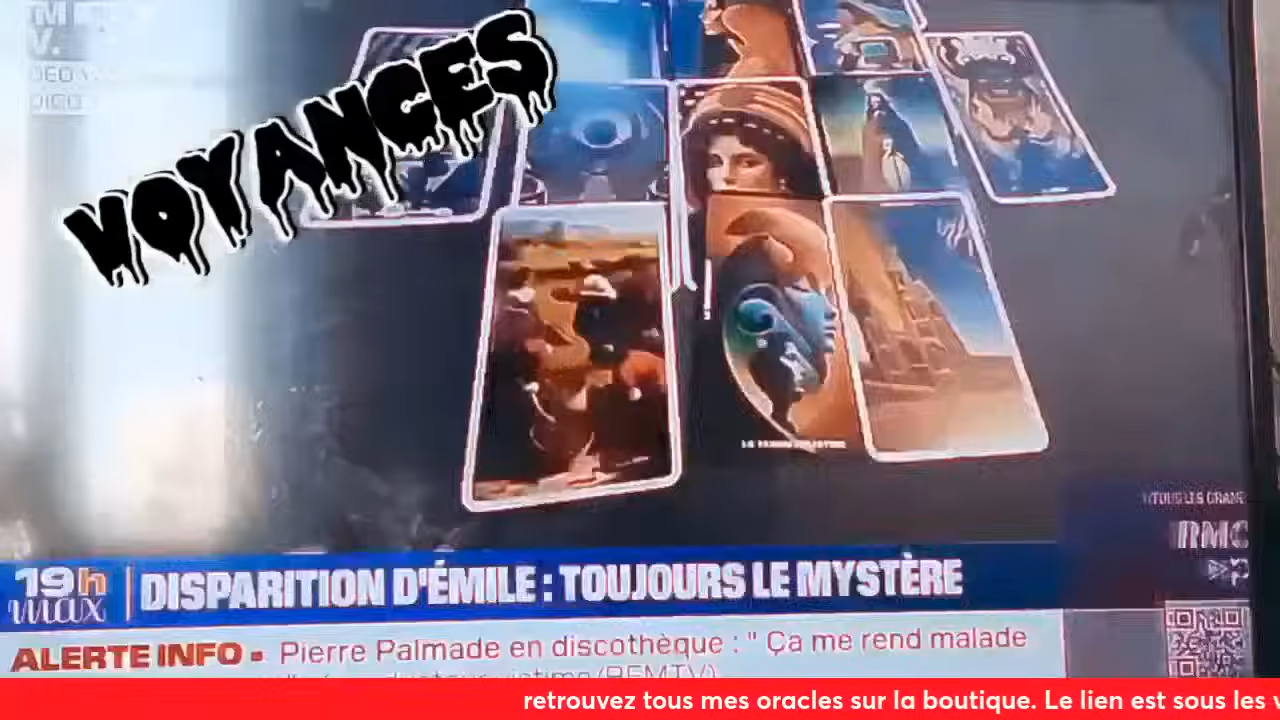 VOYANCES
19h
max
DISPARITION D'ÉMILE : TOUJOURS LE MYSTÈRE
ALERTE INFO ▪ Pierre Palmade en discothèque : " Ça me rend malade
RMC
retrouvez tous mes oracles sur la boutique. Le lien est sous les